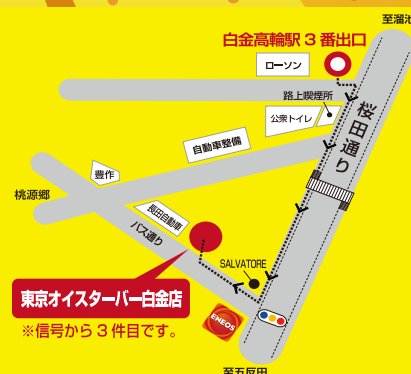 至溜池
白金高輪駅3番出口
ローソン
路上喫煙所
公衆トイレ
桜田通り
自動車整備
豊作
桃源郷
長田自動車
バス通り
SALVATORE
東京オイスターバー白金店
※信号から3件目です。
ENEOS
至五反田